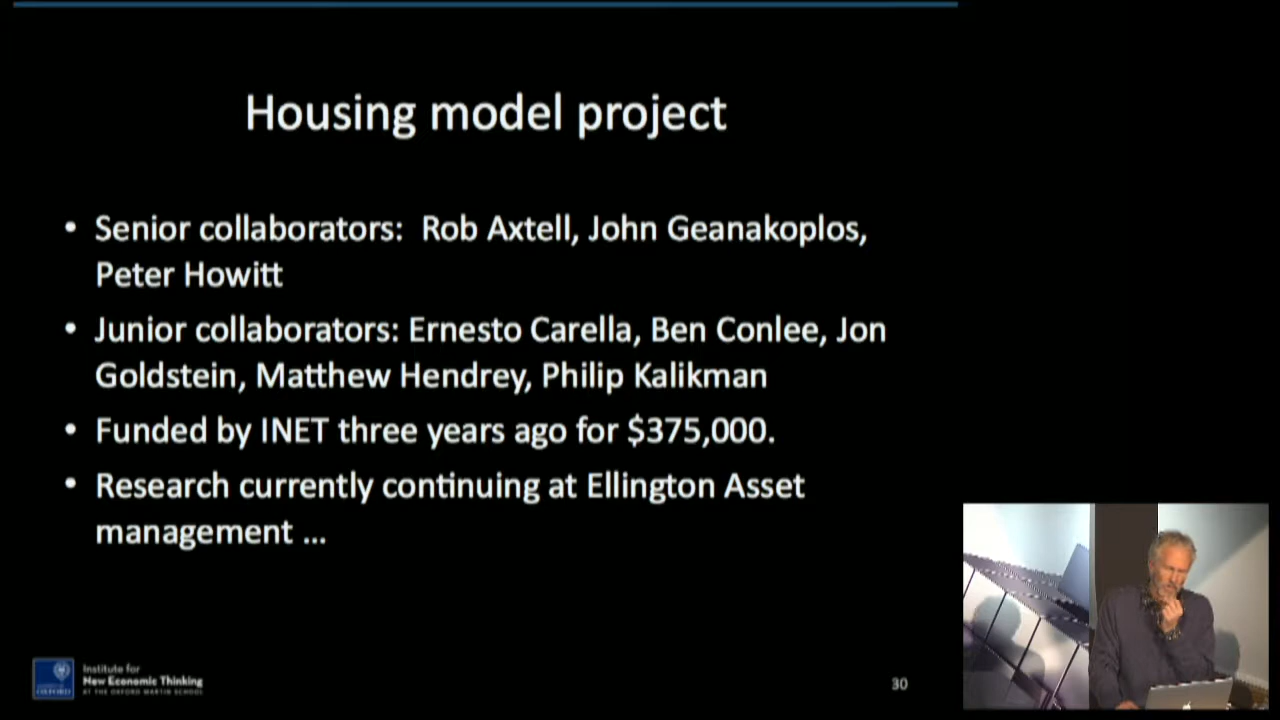 Housing model project
• Senior collaborators: Rob Axtell, John Geanakoplos,
Peter Howitt
• Junior collaborators: Ernesto Carella, Ben Conlee, Jon
Goldstein, Matthew Hendrey, Philip Kalikman
• Funded by INET three years ago for $375,000.
• Research currently continuing at Ellington Asset
management ...
Institute for
New Economic Thinking
AT THE OXFORD MARTIN SCHOOL
OXFORD
30